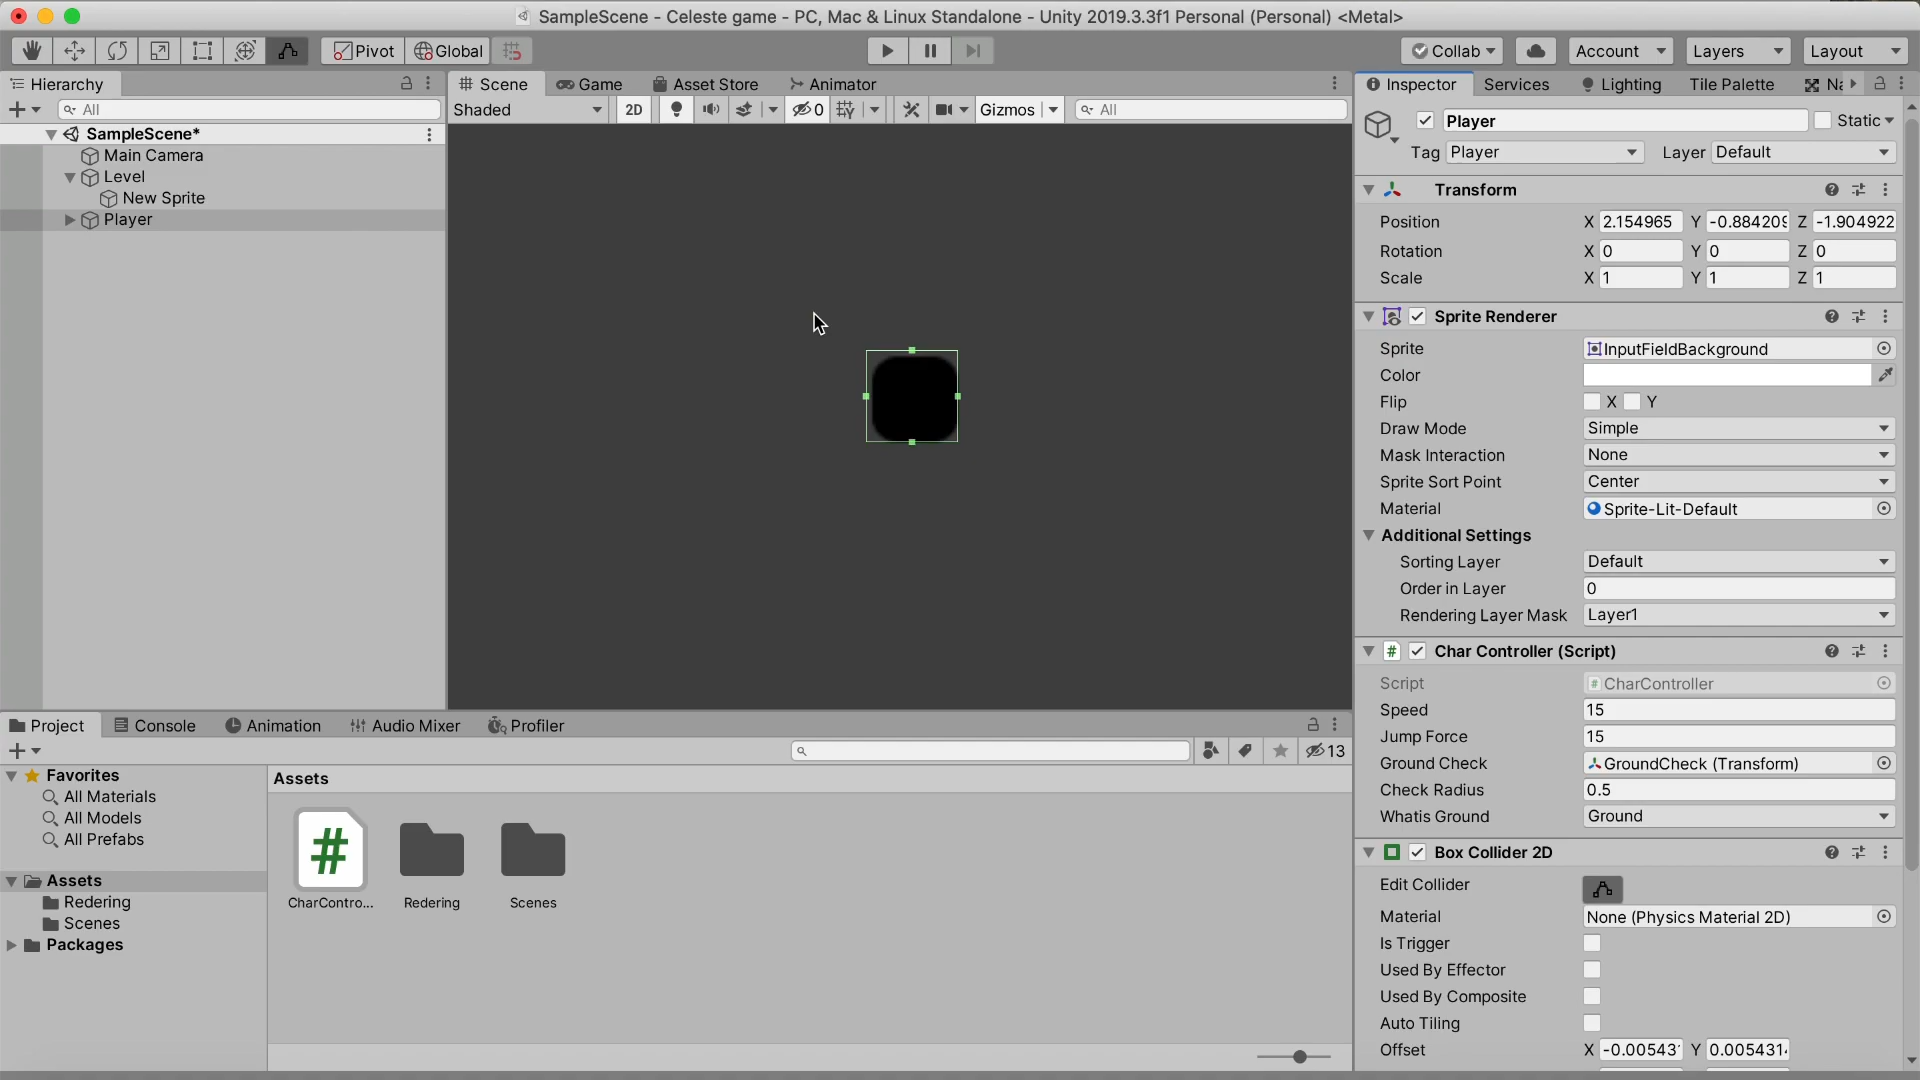 SampleScene - Celeste game - PC, Mac & Linux Standalone - Unity 2019.3.3f1 Personal (Personal) <Metal>
Pivot Global Collab Account Layers Layout
Hierarchy
All
SampleScene*
Main Camera
Level
New Sprite
Player
Scene Game Asset Store Animator
Shaded 2D 0 Gizmos All
Inspector Services Lighting Tile Palette Na
Player Static
Tag Player Layer Default
Transform
Position X 2.154965 Y -0.884209 Z -1.904922
Rotation X 0 Y 0 Z 0
Scale X 1 Y 1 Z 1
Sprite Renderer
Sprite InputFieldBackground
Color
Flip X Y
Draw Mode Simple
Mask Interaction None
Sprite Sort Point Center
Material Sprite-Lit-Default
Additional Settings
Sorting Layer Default
Order in Layer 0
Rendering Layer Mask Layer1
# Char Controller (Script)
Script # CharController
Speed 15
Jump Force 15
Ground Check GroundCheck (Transform)
Check Radius 0.5
Whatis Ground Ground
Box Collider 2D
Edit Collider
Material None (Physics Material 2D)
Is Trigger
Used By Effector
Used By Composite
Auto Tiling
Offset X -0.00543 Y 0.005431
Project Console Animation Audio Mixer Profiler
13
Favorites
All Materials
All Models
All Prefabs
Assets
Redering
Scenes
Packages
Assets
#
CharContro... Redering Scenes